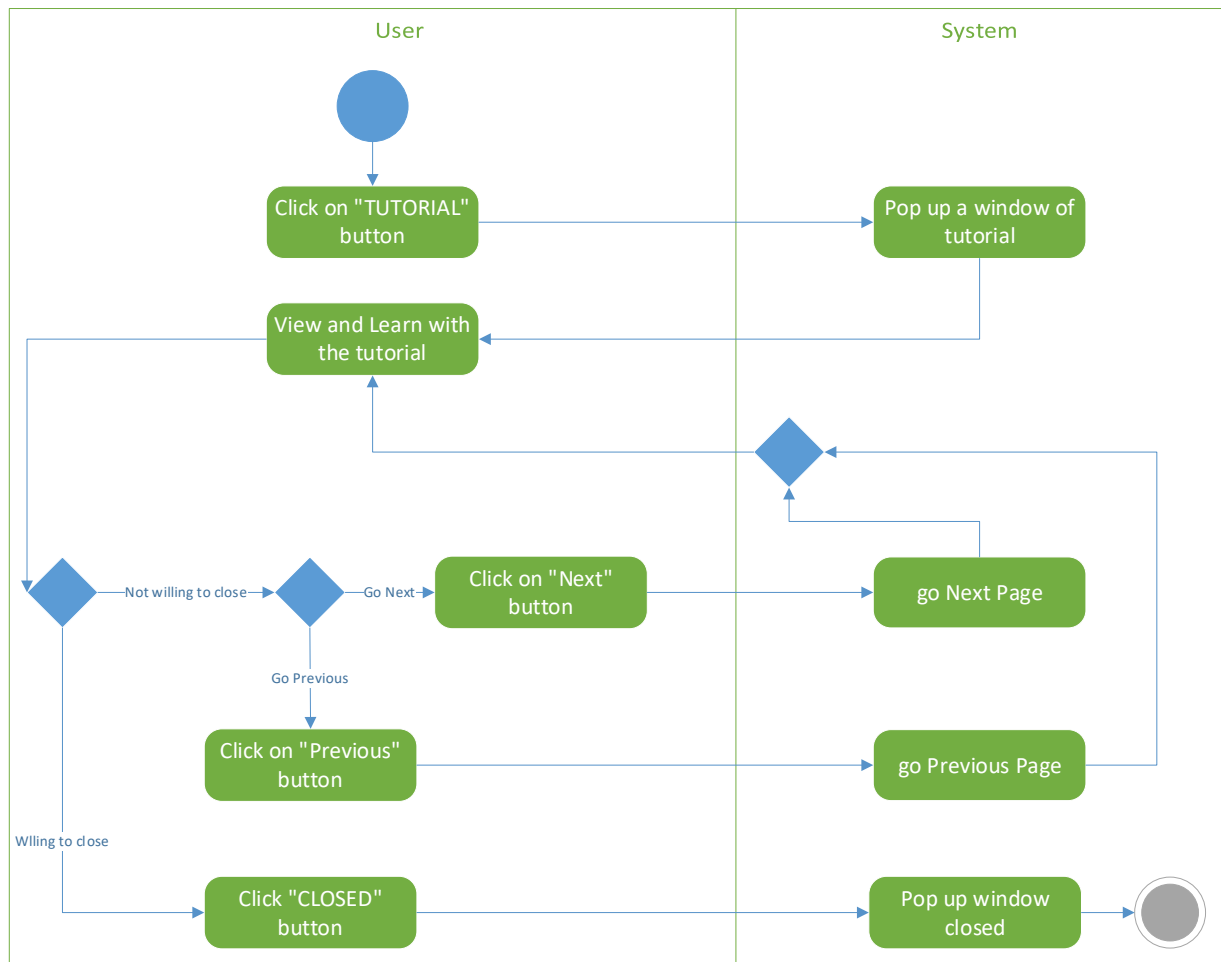 User
System
Click on "TUTORIAL"
button
Pop up a window of
tutorial
View and Learn with
the tutorial
Not willing to close
Go Next
Click on "Next"
button
go Next Page
Go Previous
Click on "Previous"
button
go Previous Page
Wlling to close
Click "CLOSED"
button
Pop up window
closed